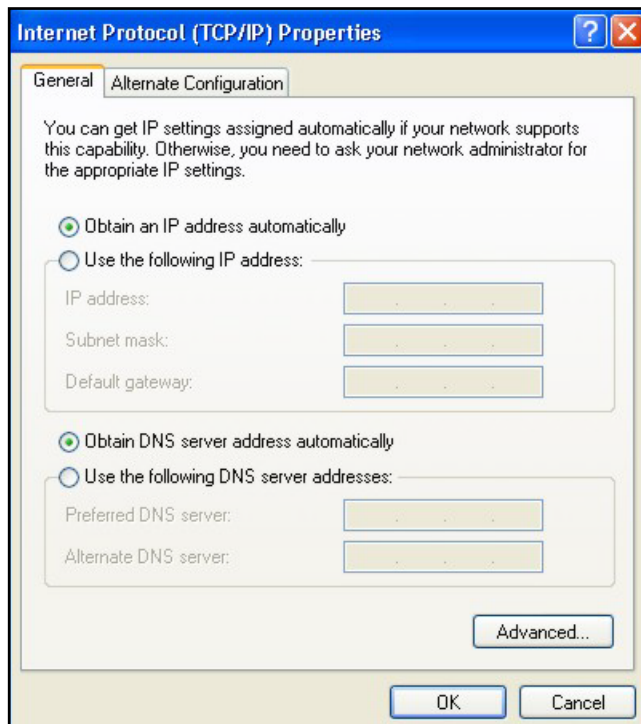 Internet Protocol (TCP/IP) Properties
General
Alternate Configuration
You can get IP settings assigned automatically if your network supports
this capability. Otherwise, you need to ask your network administrator for
the appropriate IP settings.
Obtain an IP address automatically
Use the following IP address:
IP address:
Subnet mask:
Default gateway:
Obtain DNS server address automatically
Use the following DNS server addresses:
Preferred DNS server:
Alternate DNS server:
Advanced...
OK
Cancel